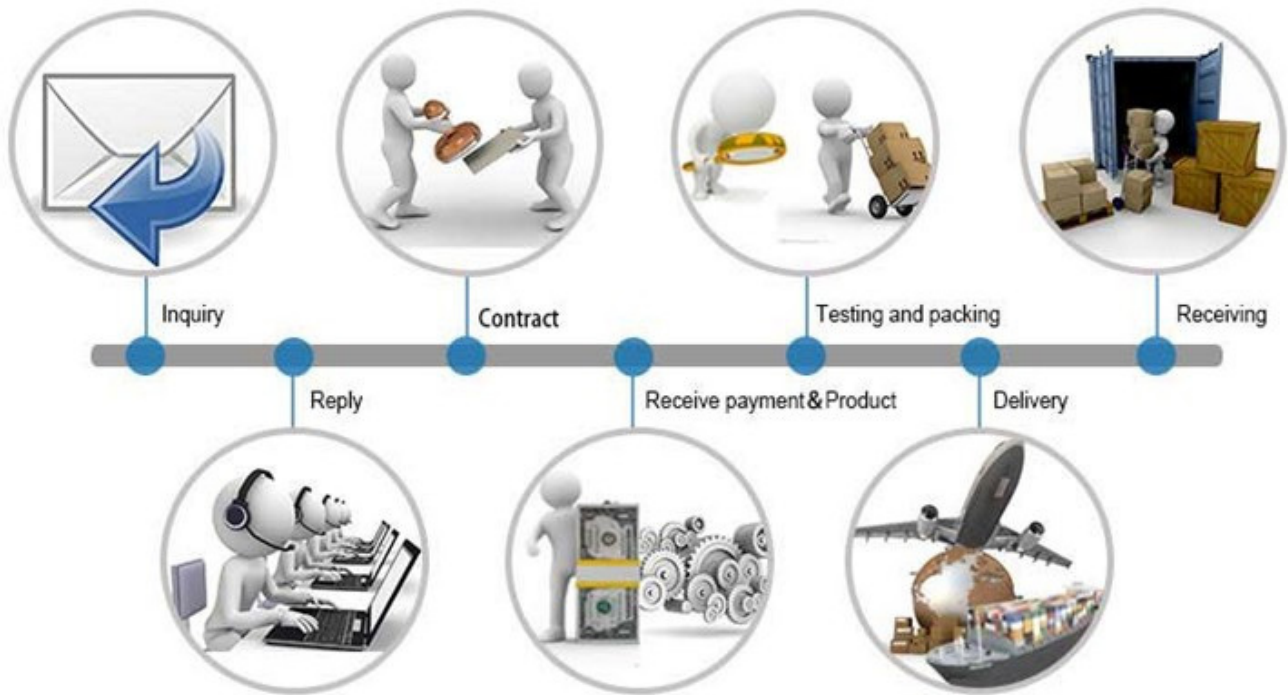 Inquiry
Contract
Testing and packing
Receiving
Reply
Receive payment&Product
Delivery